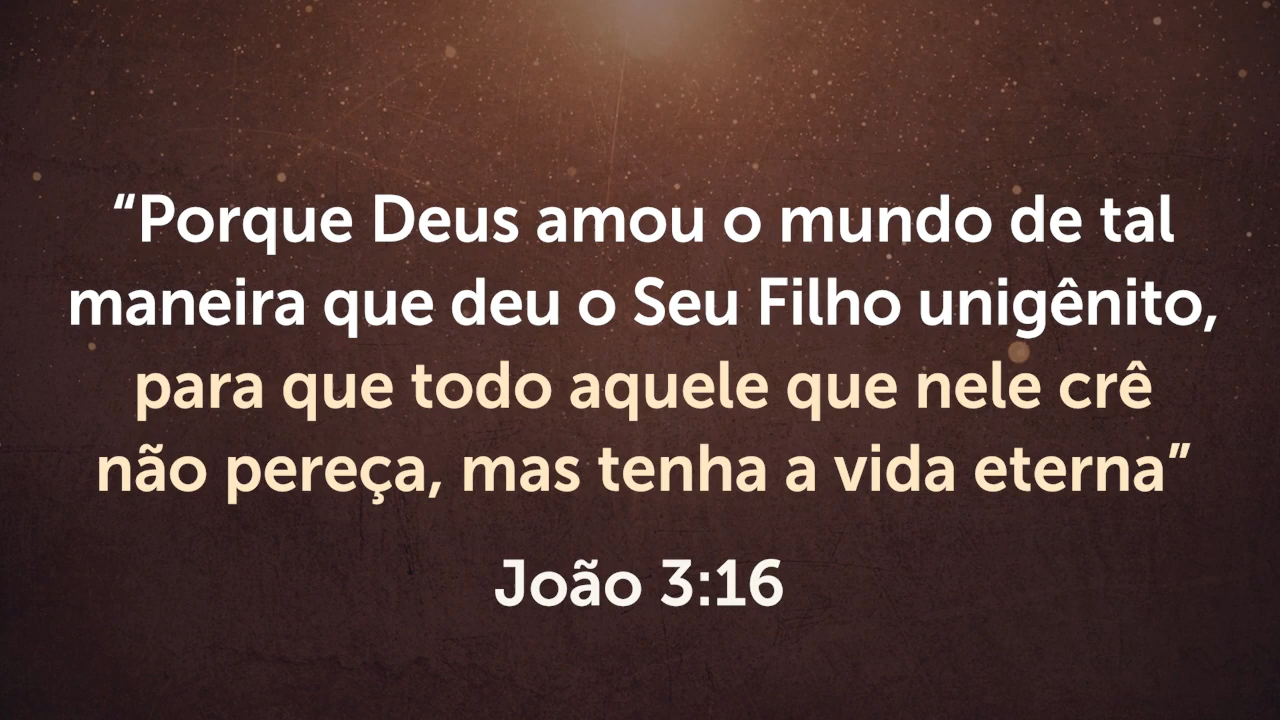 “Porque Deus amou o mundo de tal
maneira que deu o Seu Filho unigênito,
para que todo aquele que nele crê
não pereça, mas tenha a vida eterna”
João 3:16